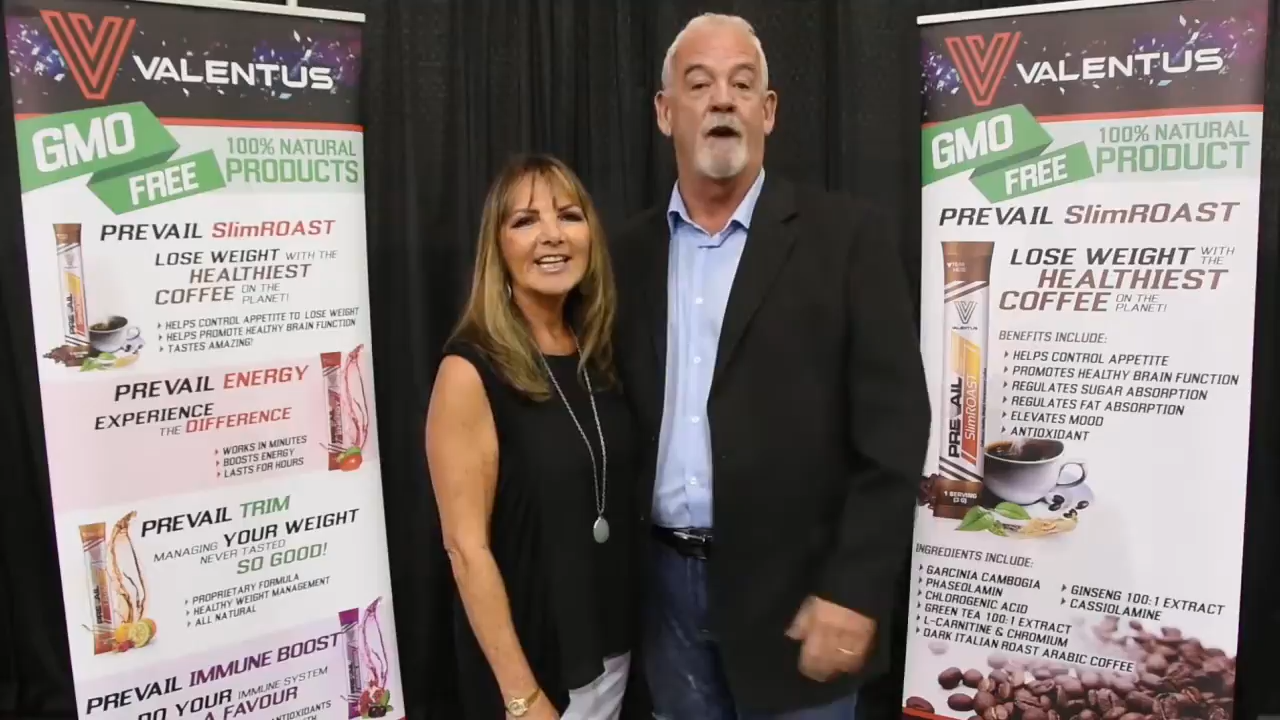 VALENTUS
GMO
FREE
100% NATURAL
PRODUCTS
PREVAIL SlimROAST
LOSE WEIGHT WITH THE
HEALTHIEST
COFFEE ON THE
PLANET!
HELPS CONTROL APPETITE TO LOSE WEIGHT
HELPS PROMOTE HEALTHY BRAIN FUNCTION
TASTES AMAZING!
PREVAIL ENERGY
EXPERIENCE
THE DIFFERENCE
WORKS IN MINUTES
BOOSTS ENERGY
LASTS FOR HOURS
PREVAIL TRIM
MANAGING YOUR WEIGHT
NEVER TASTED
SO GOOD!
PROPRIETARY FORMULA
HEALTHY WEIGHT MANAGEMENT
ALL NATURAL
PREVAIL IMMUNE BOOST
DO YOUR IMMUNE SYSTEM
A FAVOUR
VALENTUS
GMO
FREE
100% NATURAL
PRODUCT
PREVAIL SlimROAST
LOSE WEIGHT WITH
THE
HEALTHIEST
COFFEE ON THE
PLANET!
BENEFITS INCLUDE:
HELPS CONTROL APPETITE
PROMOTES HEALTHY BRAIN FUNCTION
REGULATES SUGAR ABSORPTION
REGULATES FAT ABSORPTION
ELEVATES MOOD
ANTIOXIDANT
VALENTUS
PREVAIL
SlimROAST
1 SERVING
INGREDIENTS INCLUDE:
GARCINIA CAMBOGIA
PHASEOLAMIN
CHLOROGENIC ACID
GREEN TEA 100:1 EXTRACT
L-CARNITINE & CHROMIUM
DARK ITALIAN ROAST ARABIC COFFEE
GINSENG 100:1 EXTRACT
CASSIOLAMINE